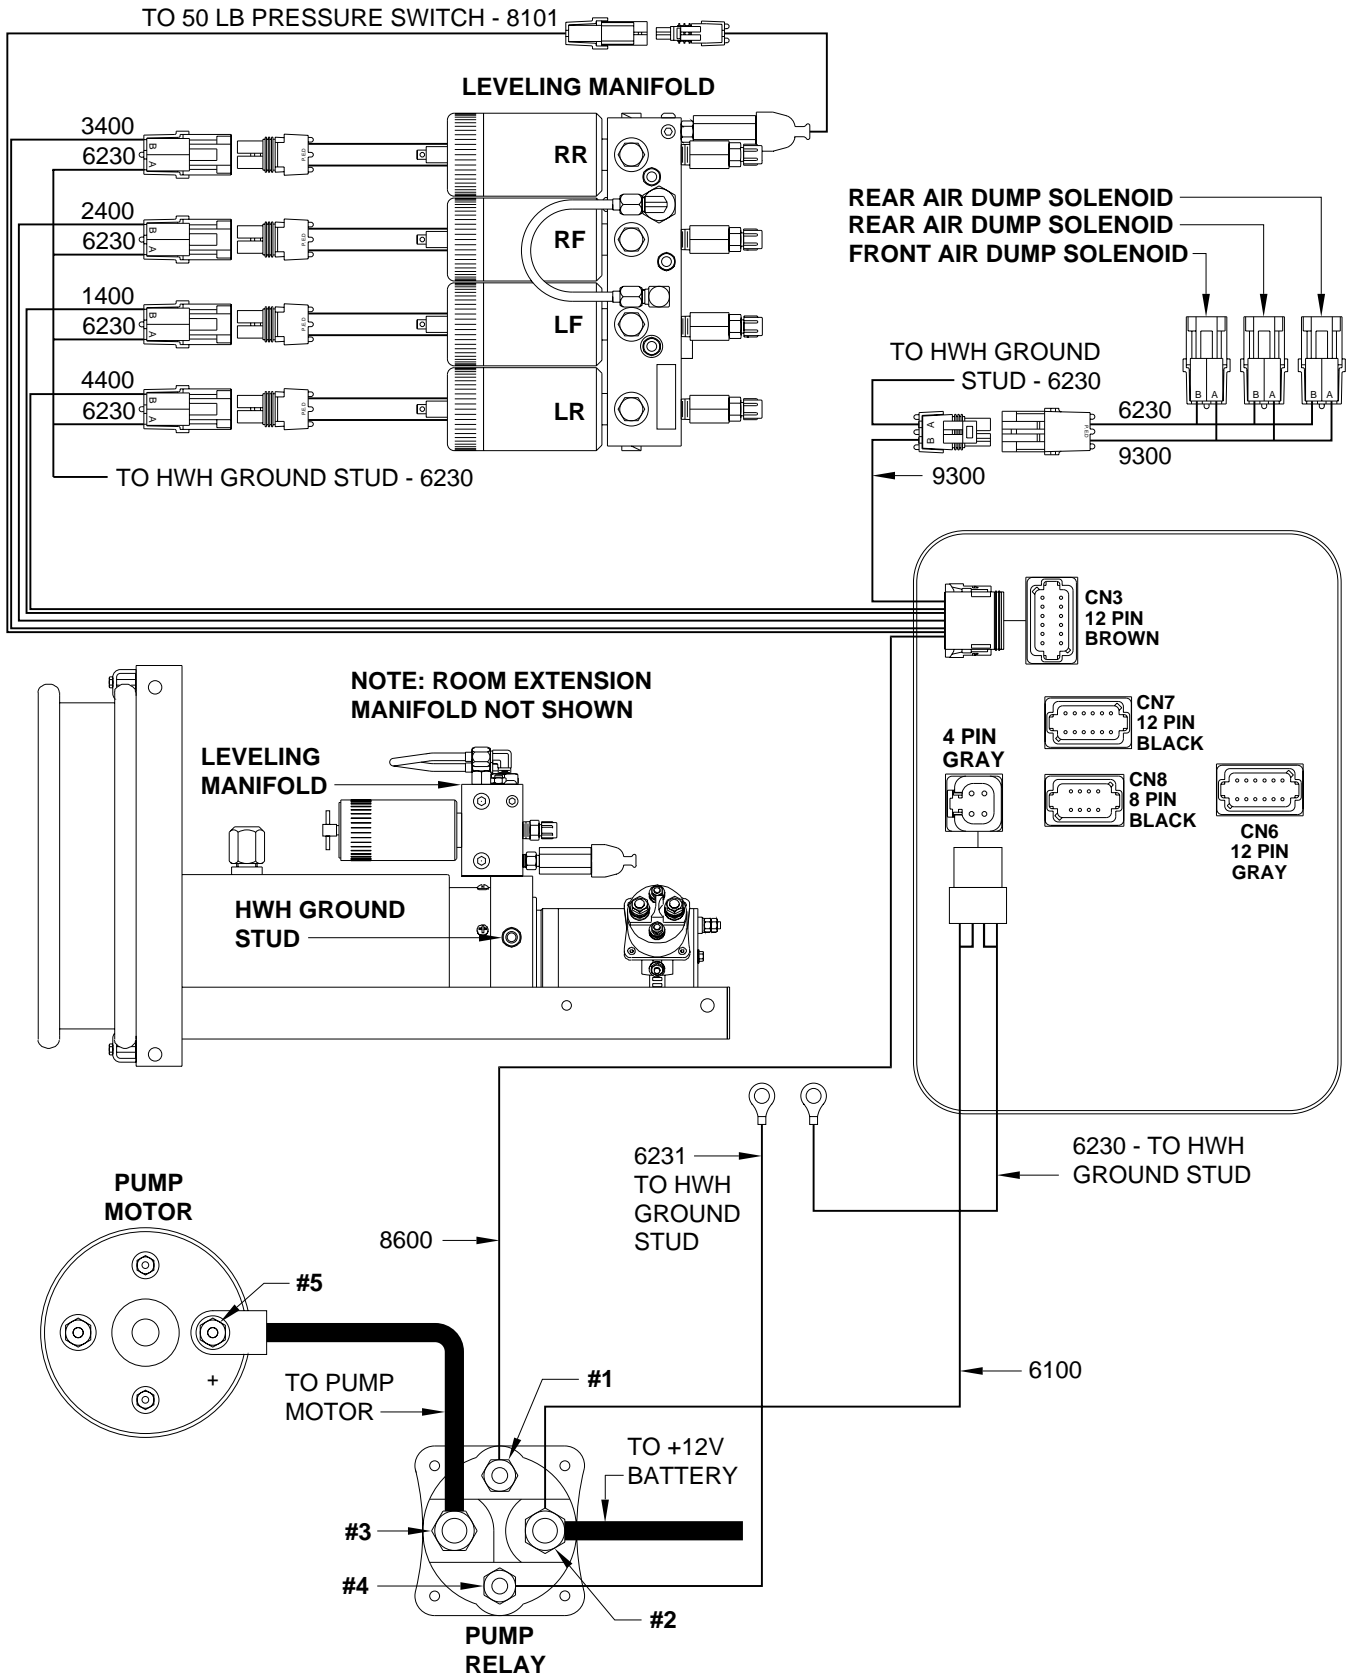 TO 50 LB PRESSURE SWITCH - 8101
LEVELING MANIFOLD
3400
B
6230
A
P.E.D
RR
2400
B
6230
A
P.E.D
RF
1400
B
6230
A
P.E.D
LF
4400
B
6230
A
P.E.D
LR
TO HWH GROUND STUD - 6230
REAR AIR DUMP SOLENOID
REAR AIR DUMP SOLENOID
FRONT AIR DUMP SOLENOID
TO HWH GROUND
STUD - 6230
B A
B A
B A
A
B
P.E.D
6230
9300
9300
CN3
12 PIN
BROWN
CN7
12 PIN
BLACK
4 PIN
GRAY
CN8
8 PIN
BLACK
CN6
12 PIN
GRAY
NOTE: ROOM EXTENSION
MANIFOLD NOT SHOWN
LEVELING
MANIFOLD
HWH GROUND
STUD
6231
TO HWH
GROUND
STUD
6230 - TO HWH
GROUND STUD
PUMP
MOTOR
8600
#5
+
TO PUMP
MOTOR
#1
6100
TO +12V
BATTERY
#3
#4
#2
PUMP
RELAY